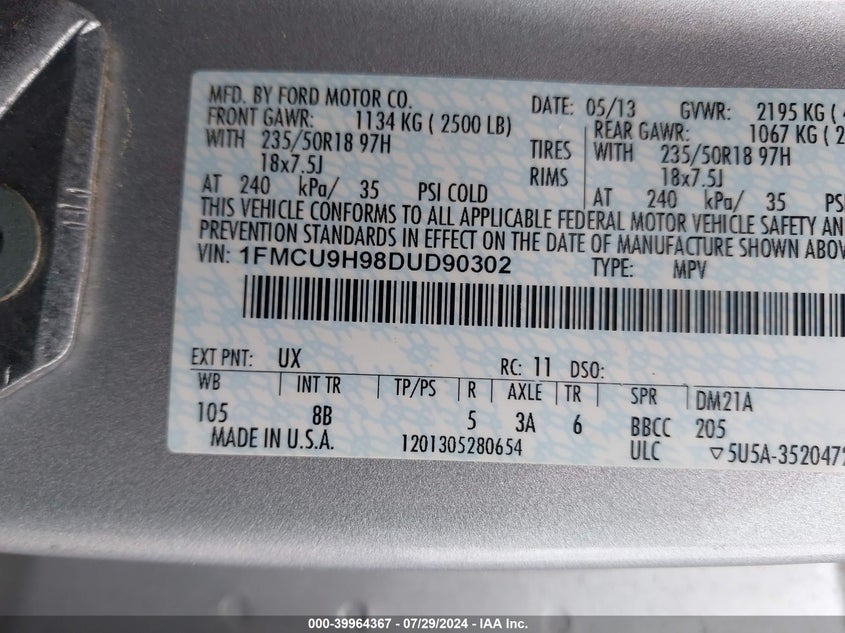 MFD. BY FORD MOTOR CO. DATE: 05/13 GVWR: 2195 KG (
FRONT GAWR: 1134 KG ( 2500 LB) REAR GAWR: 1067 KG ( 2
WITH 235/50R18 97H TIRES WITH 235/50R18 97H
18x7.5J RIMS 18x7.5J
AT 240 kPa/ 35 PSI COLD AT 240 kPa/ 35 PSI
THIS VEHICLE CONFORMS TO ALL APPLICABLE FEDERAL MOTOR VEHICLE SAFETY AN
PREVENTION STANDARDS IN EFFECT ON THE DATE OF MANUFACTURE SHOWN ABOV
VIN: 1FMCU9H98DUD90302 TYPE: MPV
EXT PNT: UX RC: 11 DSO:
WB INT TR TP/PS R AXLE TR SPR DM21A
105 8B 5 3A 6 BBCC 205
MADE IN U.S.A. 1201305280654 ULC ▽5U5A-3520472
000-39964367 / 07/29/2024 - IAA Inc.